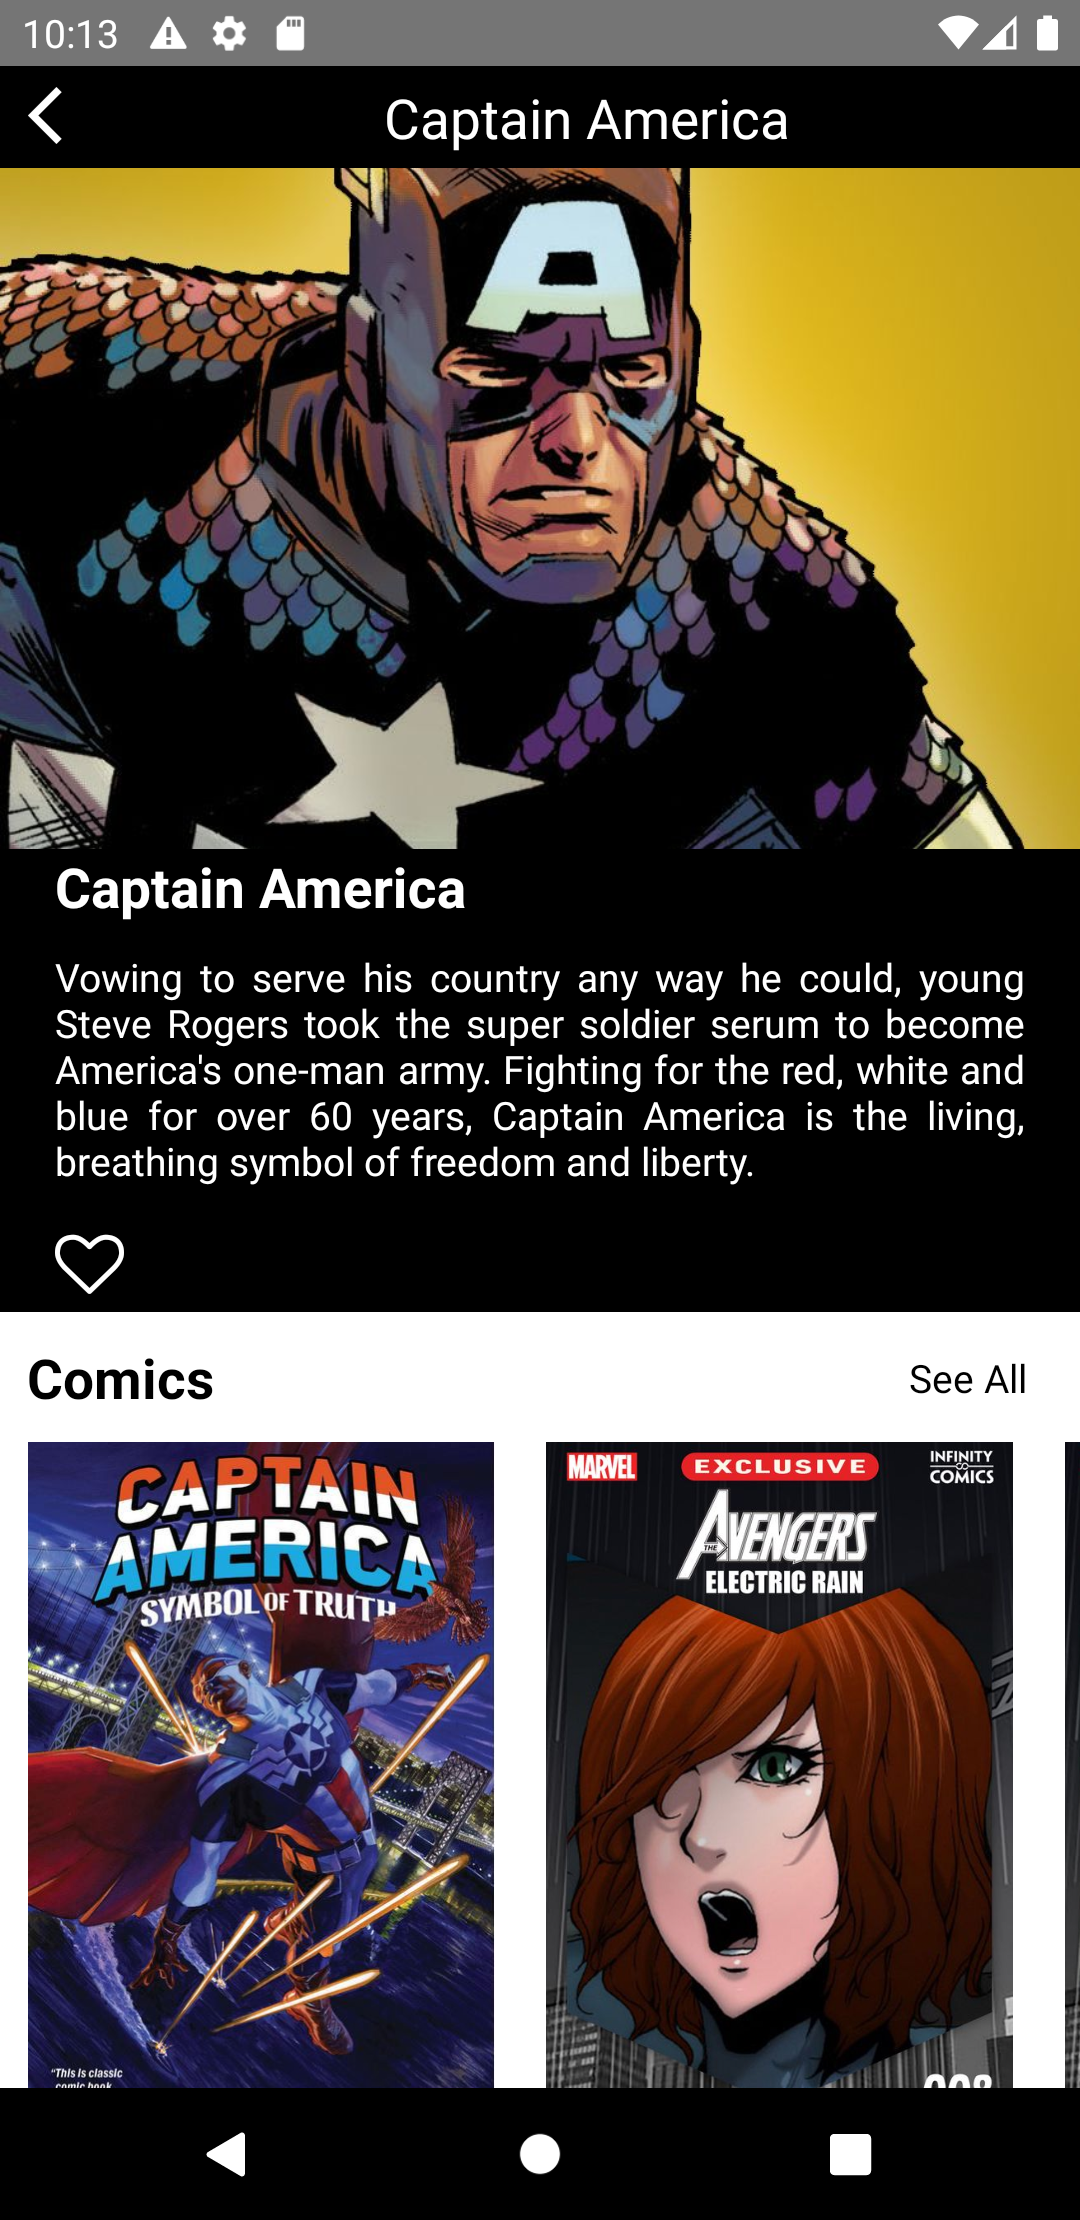 10:13
Captain America
A
Captain America
Vowing to serve his country any way he could, young
Steve Rogers took the super soldier serum to become
America's one-man army. Fighting for the red, white and
blue for over 60 years, Captain America is the living,
breathing symbol of freedom and liberty.
Comics
See All
CAPTAIN
AMERICA
SYMBOL OF TRUTH
"This is classic
comic book
MARVEL
EXCLUSIVE
INFINITY
COMICS
THE AVENGERS
ELECTRIC RAIN
008